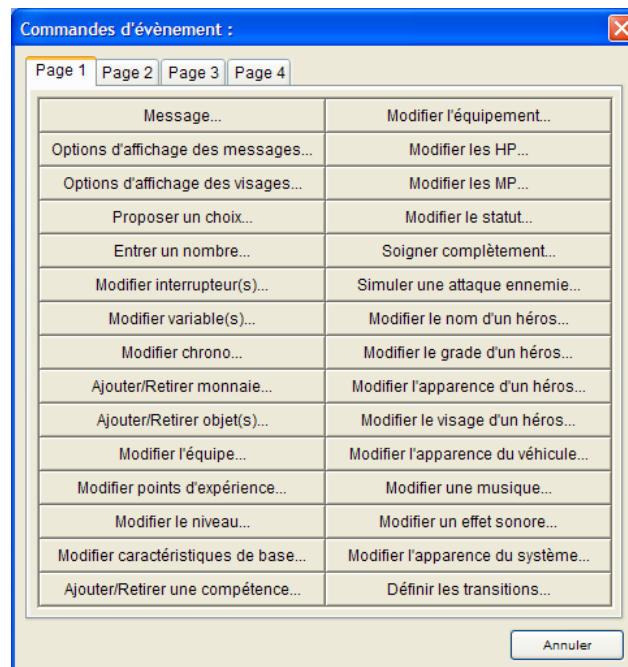 Commandes d'évènement :
Page 1 Page 2 Page 3 Page 4
Message...
Options d'affichage des messages...
Options d'affichage des visages...
Proposer un choix...
Entrer un nombre...
Modifier interrupteur(s)...
Modifier variable(s)...
Modifier chrono...
Ajouter/Retirer monnaie...
Ajouter/Retirer objet(s)...
Modifier l'équipe...
Modifier points d'expérience...
Modifier le niveau...
Modifier caractéristiques de base...
Ajouter/Retirer une compétence...
Modifier l'équipement...
Modifier les HP...
Modifier les MP...
Modifier le statut...
Soigner complètement...
Simuler une attaque ennemie...
Modifier le nom d'un héros...
Modifier le grade d'un héros...
Modifier l'apparence d'un héros...
Modifier le visage d'un héros...
Modifier l'apparence du véhicule...
Modifier une musique...
Modifier un effet sonore...
Modifier l'apparence du système...
Définir les transitions...
Annuler